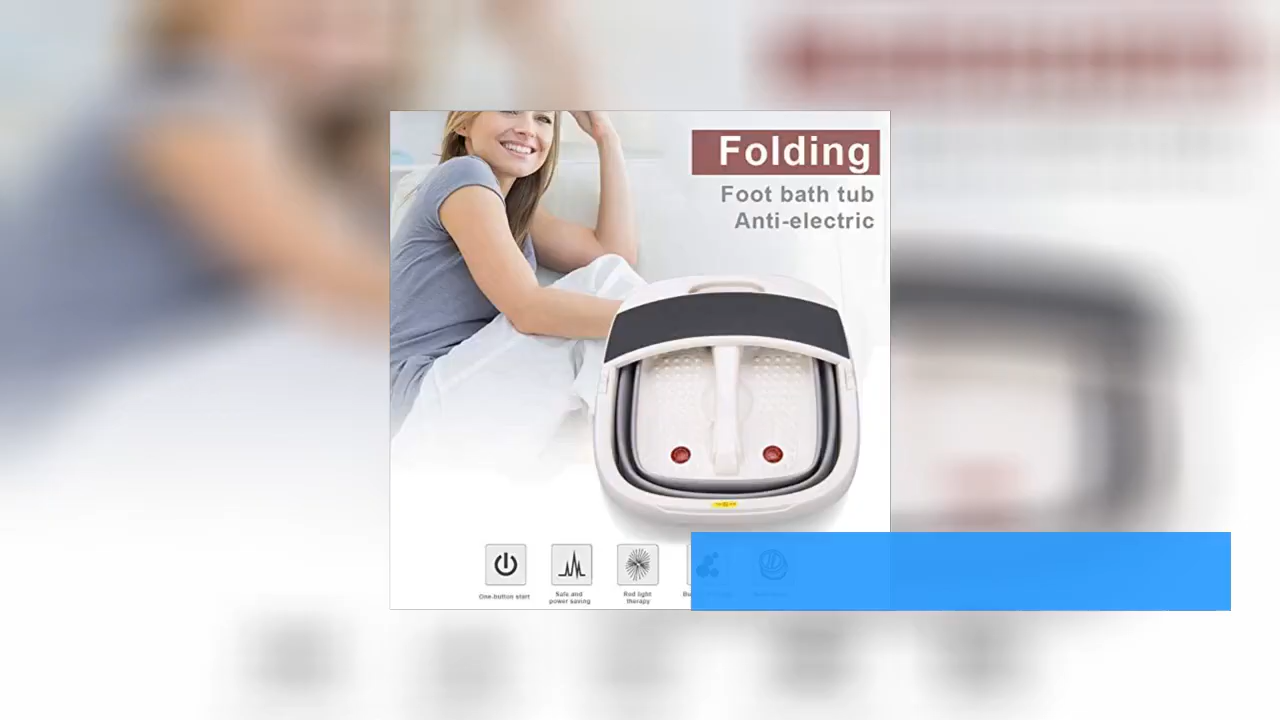 Folding
Foot bath tub
Anti-electric
One-button start
Safe and
power saving
Red light
therapy